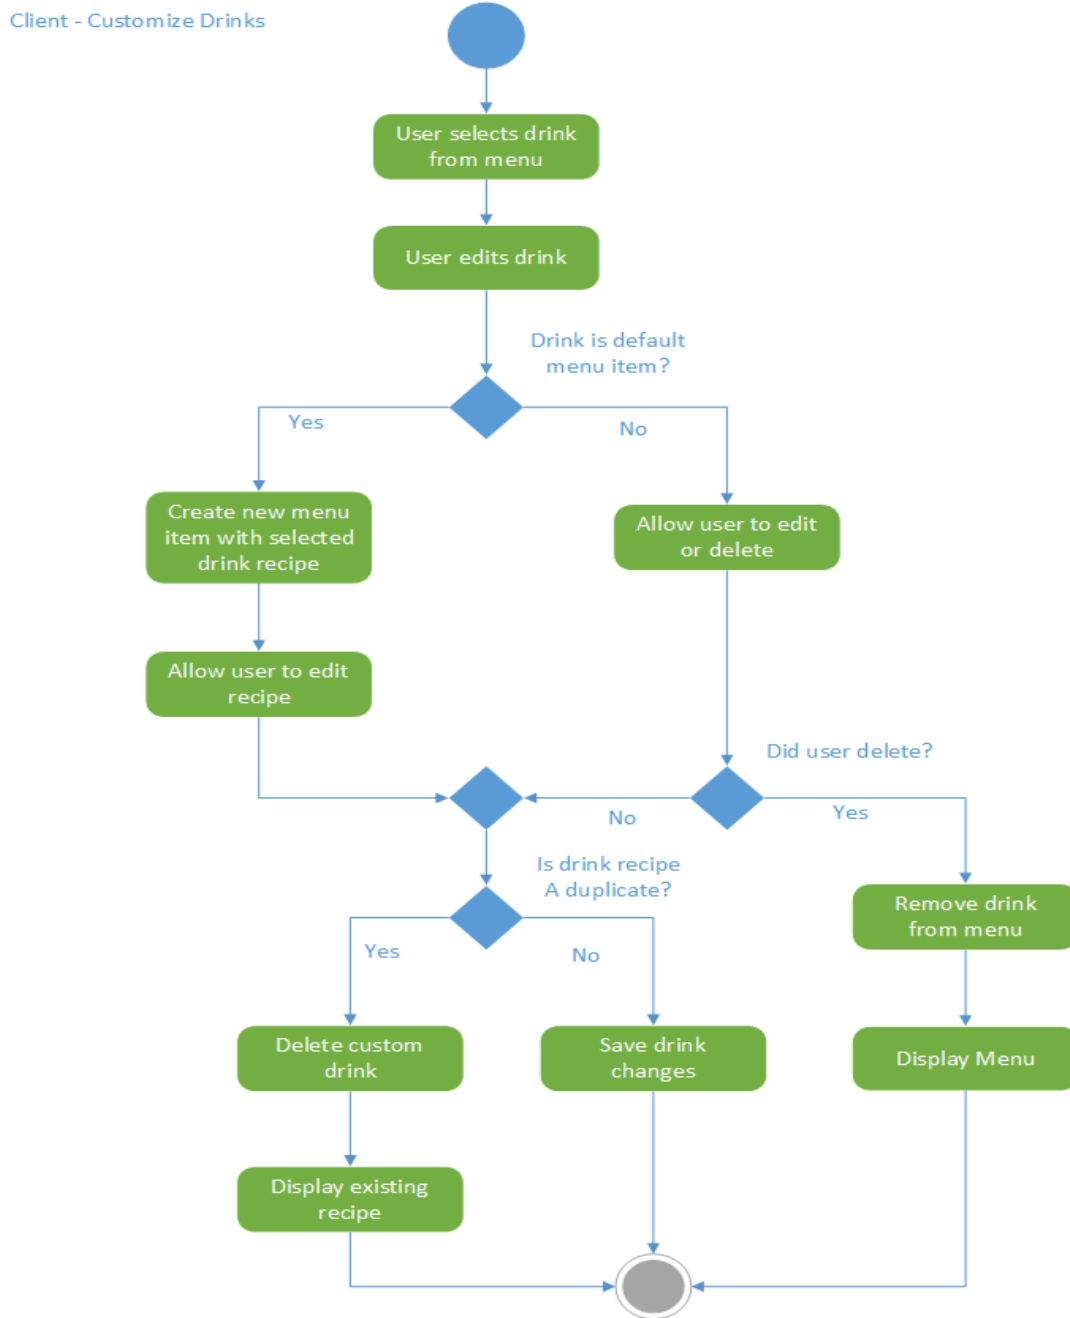 Client - Customize Drinks
User selects drink
from menu
User edits drink
Drink is default
menu item?
Yes
No
Create new menu
item with selected
drink recipe
Allow user to edit
or delete
Allow user to edit
recipe
Did user delete?
No
Yes
Is drink recipe
A duplicate?
Yes
No
Remove drink
from menu
Delete custom
drink
Save drink
changes
Display Menu
Display existing
recipe